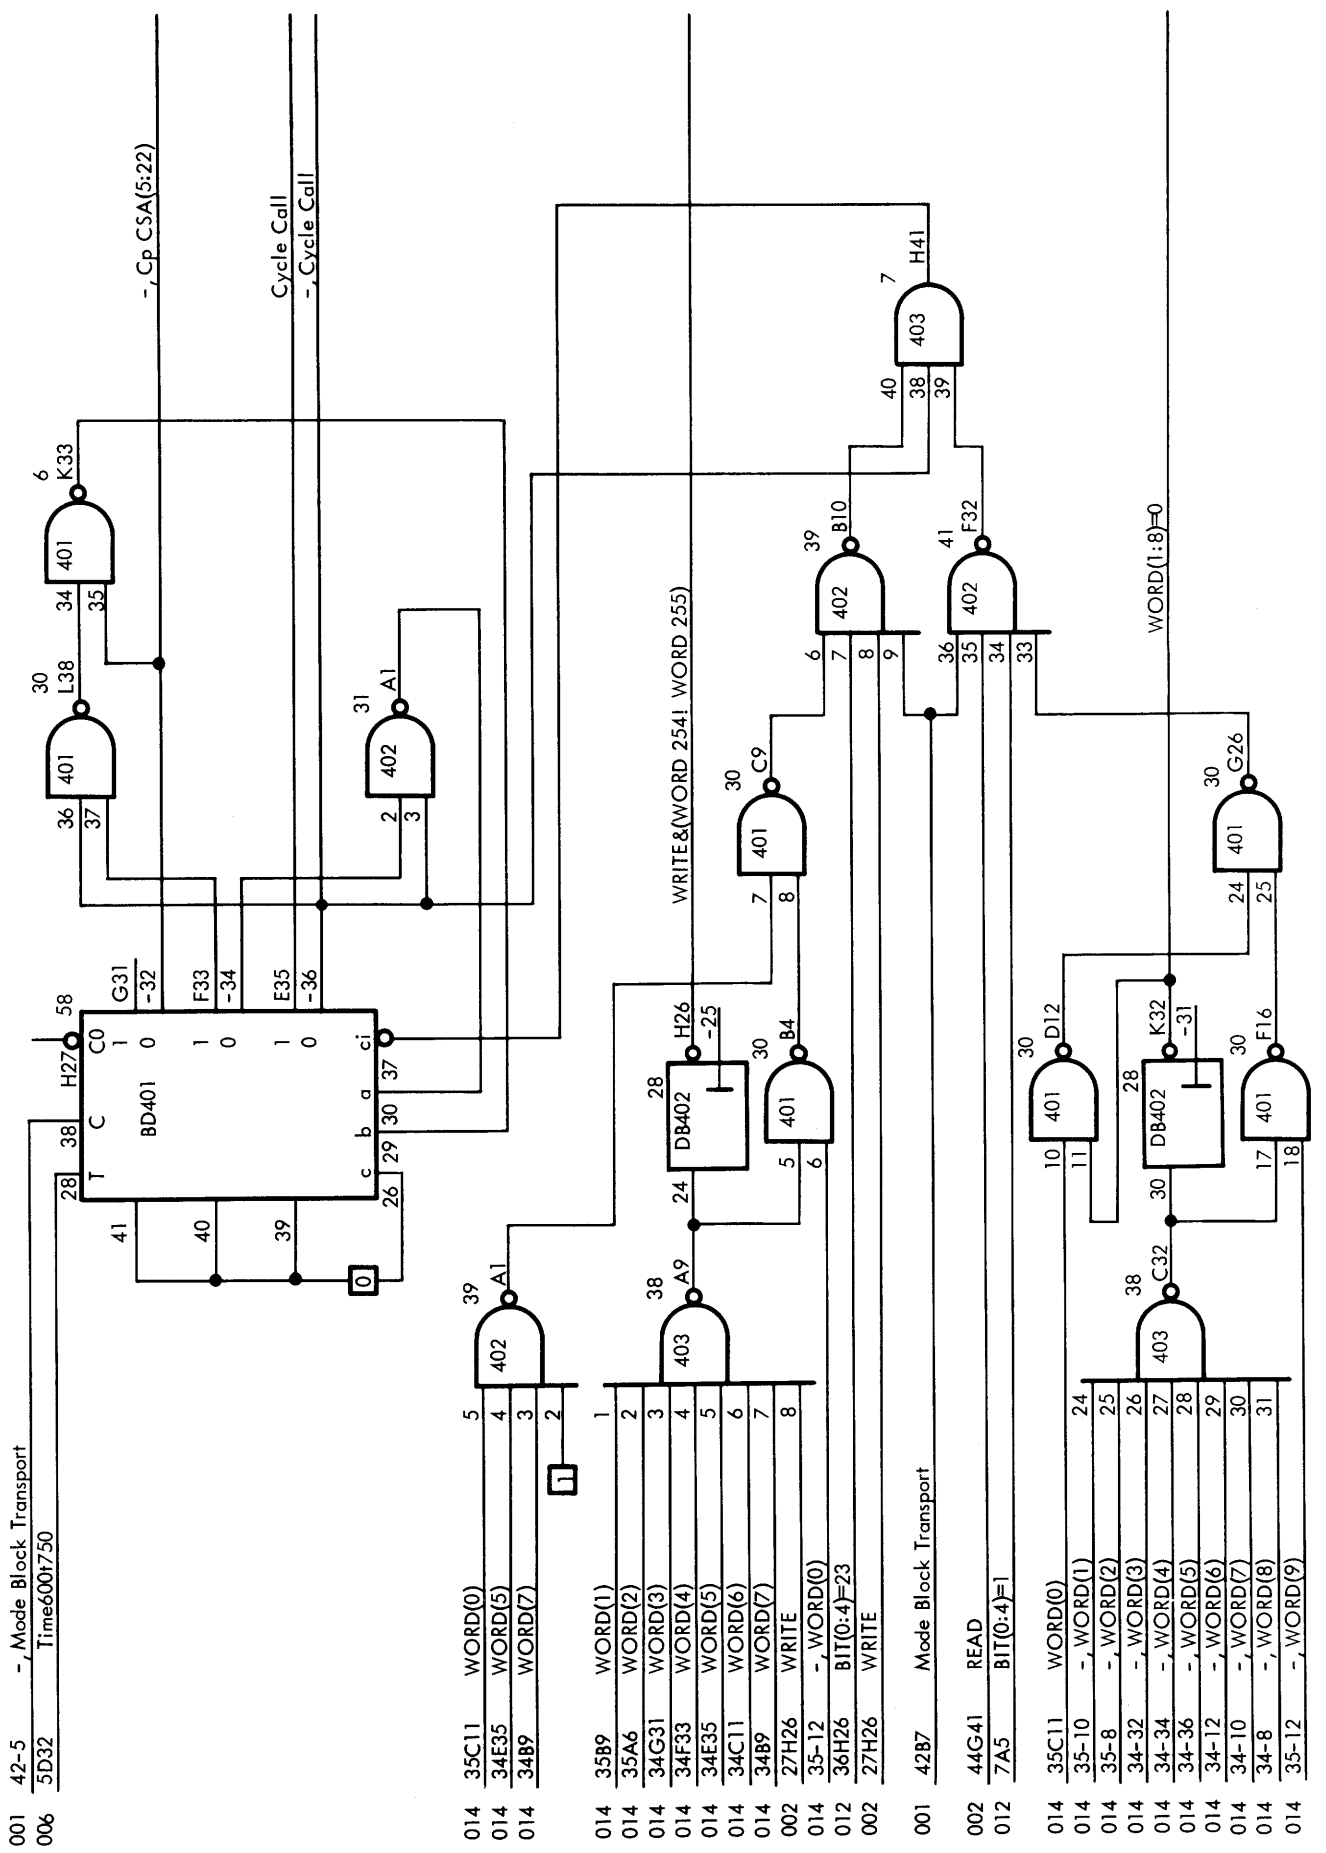 001 42-5 -,Mode Block Transport
006 5D32 Time600t750
014 35C11 WORD(0)
014 34E35 WORD(5)
014 34B9 WORD(7)
014 35B9 WORD(1)
014 35A6 WORD(2)
014 34G31 WORD(3)
014 34F33 WORD(4)
014 34E35 WORD(5)
014 34C11 WORD(6)
014 34B9 WORD(7)
002 27H26 WRITE
014 35-12 -,WORD(0)
012 36H26 BIT(0:4)=23
002 27H26 WRITE
001 42B7 Mode Block Transport
002 44G41 READ
012 7A5 BIT(0:4)=1
014 35C11 WORD(0)
014 35-10 -,WORD(1)
014 35-8 -,WORD(2)
014 34-32 -,WORD(3)
014 34-34 -,WORD(4)
014 34-36 -,WORD(5)
014 34-12 -,WORD(6)
014 34-10 -,WORD(7)
014 34-8 -,WORD(8)
014 35-12 -,WORD(9)
28 T
38 C
H27 C0 58
BD401
41
40
39
0
1 G31
0 -32
1 F33
0 -34
1 E35
0 -36
c 26
b 29
a 30
ci 37
36
37
401
30
L38
34
35
401
6
K33
2
3
402
31
A1
-,Cp CSA(5:22)
Cycle Call
-,Cycle Call
5
4
3
2
1
402
39
A1
1
2
3
4
5
6
7
8
403
38
A9
24
DB402
28
H26
-25
WRITE&(WORD 254! WORD 255)
5
6
401
30
B4
7
8
401
30
C9
6
7
8
9
402
39
B10
36
35
34
33
402
41
F32
40
38
39
403
7
H41
24
25
26
27
28
29
30
31
403
38
C32
10
11
401
30
D12
30
DB402
28
K32
-31
WORD(1:8)=0
17
18
401
30
F16
24
25
401
30
G26